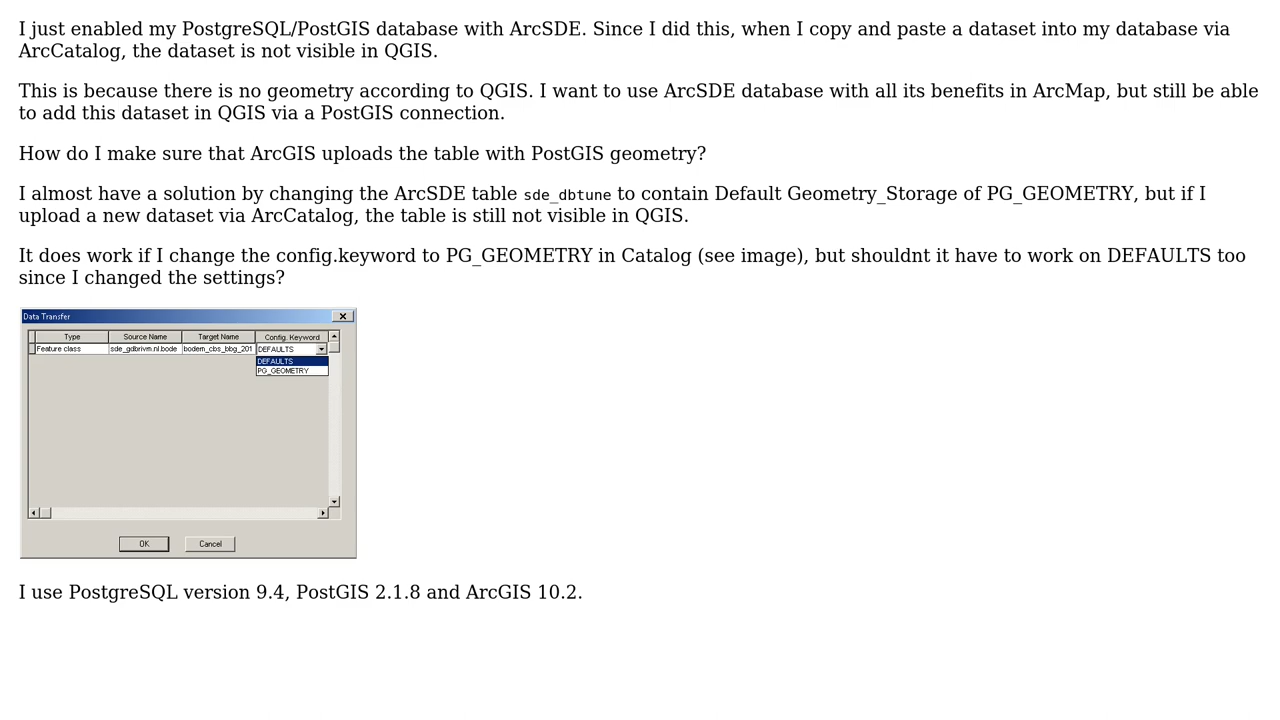 I just enabled my PostgreSQL/PostGIS database with ArcSDE. Since I did this, when I copy and paste a dataset into my database via
ArcCatalog, the dataset is not visible in QGIS.
This is because there is no geometry according to QGIS. I want to use ArcSDE database with all its benefits in ArcMap, but still be able
to add this dataset in QGIS via a PostGIS connection.
How do I make sure that ArcGIS uploads the table with PostGIS geometry?
I almost have a solution by changing the ArcSDE table sde_dbtune to contain Default Geometry_Storage of PG_GEOMETRY, but if I
upload a new dataset via ArcCatalog, the table is still not visible in QGIS.
It does work if I change the config.keyword to PG_GEOMETRY in Catalog (see image), but shouldnt it have to work on DEFAULTS too
since I changed the settings?
Data Transfer
Type Source Name Target Name Config. Keyword
Feature class sde_gdbrivm.nl.bode bodem_cbs_bbg_201 DEFAULTS
DEFAULTS
PG_GEOMETRY
OK Cancel
I use PostgreSQL version 9.4, PostGIS 2.1.8 and ArcGIS 10.2.